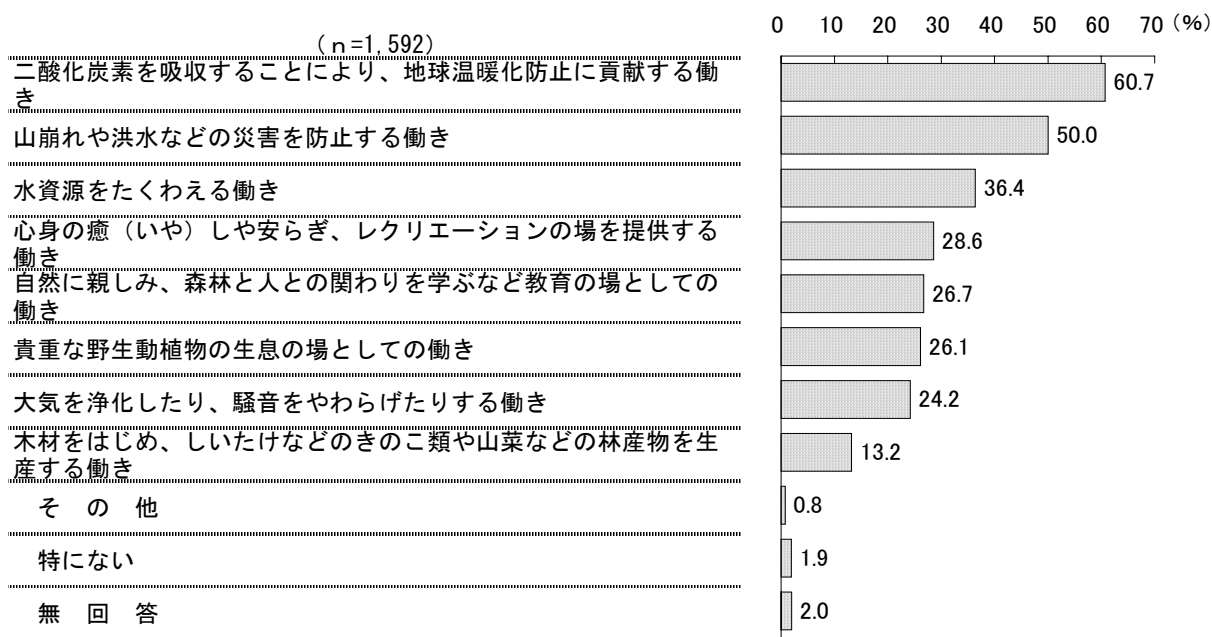 0 10 20 30 40 50 60 70 (%)
(n=1,592)
二酸化炭素を吸収することにより、地球温暖化防止に貢献する働
き
60.7
山崩れや洪水などの災害を防止する働き
50.0
水資源をたくわえる働き
36.4
心身の癒（いや）しや安らぎ、レクリエーションの場を提供する
働き
28.6
自然に親しみ、森林と人との関わりを学ぶなど教育の場としての
働き
26.7
貴重な野生動植物の生息の場としての働き
26.1
大気を浄化したり、騒音をやわらげたりする働き
24.2
木材をはじめ、しいたけなどのきのこ類や山菜などの林産物を生
産する働き
13.2
そ の 他
0.8
特にない
1.9
無 回 答
2.0